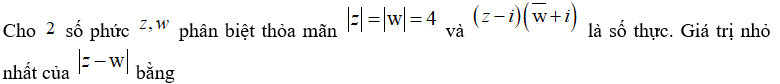 Cho 2 số phức z, w phân biệt thỏa mãn |z| = |w| = 4 và (z − i)(w̅ + i) là số thực. Giá trị nhỏ
nhất của |z − w| bằng